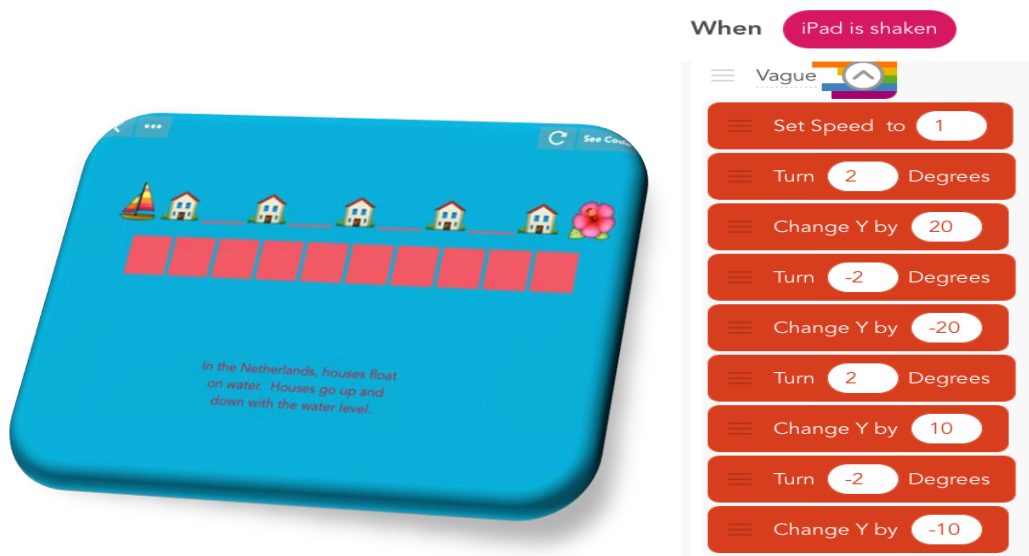 When iPad is shaken
Vague
Set Speed to 1
Turn 2 Degrees
Change Y by 20
Turn -2 Degrees
Change Y by -20
Turn 2 Degrees
Change Y by 10
Turn -2 Degrees
Change Y by -10
See
In the Netherlands, houses float
on water. Houses go up and
down with the water level.